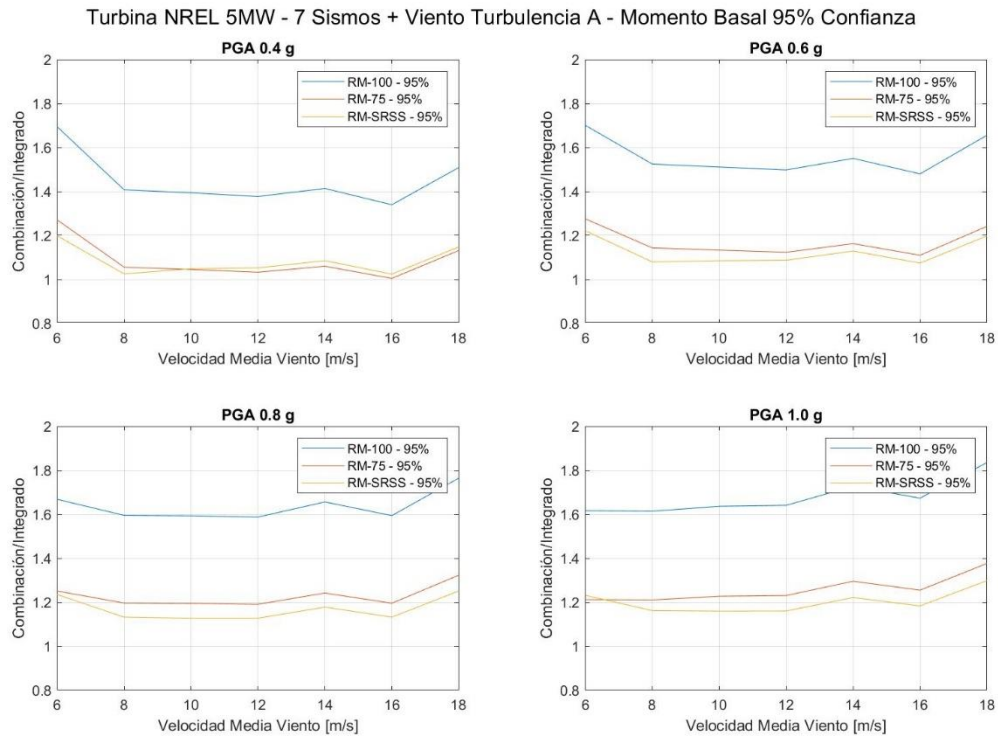 Turbina NREL 5MW - 7 Sismos + Viento Turbulencia A - Momento Basal 95% Confianza
PGA 0.4 g
2
1.8
1.6
1.4
1.2
1
0.8
Combinación/Integrado
RM-100 - 95%
RM-75 - 95%
RM-SRSS - 95%
6 8 10 12 14 16 18
Velocidad Media Viento [m/s]
PGA 0.6 g
2
1.8
1.6
1.4
1.2
1
0.8
Combinación/Integrado
RM-100 - 95%
RM-75 - 95%
RM-SRSS - 95%
6 8 10 12 14 16 18
Velocidad Media Viento [m/s]
PGA 0.8 g
2
1.8
1.6
1.4
1.2
1
0.8
Combinación/Integrado
RM-100 - 95%
RM-75 - 95%
RM-SRSS - 95%
6 8 10 12 14 16 18
Velocidad Media Viento [m/s]
PGA 1.0 g
2
1.8
1.6
1.4
1.2
1
0.8
Combinación/Integrado
RM-100 - 95%
RM-75 - 95%
RM-SRSS - 95%
6 8 10 12 14 16 18
Velocidad Media Viento [m/s]